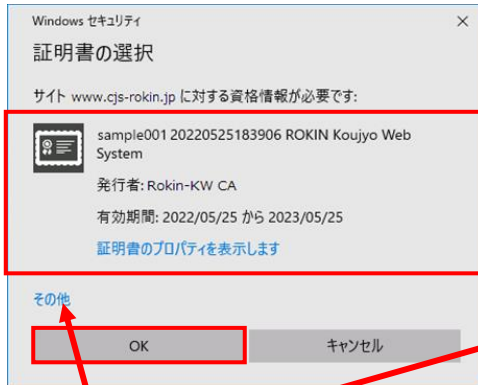 Windows セキュリティ
証明書の選択
サイト www.cjs-rokin.jp に対する資格情報が必要です:
sample001 20220525183906 ROKIN Koujyo Web
System
発行者: Rokin-KW CA
有効期間: 2022/05/25 から 2023/05/25
証明書のプロパティを表示します
その他
OK
キャンセル